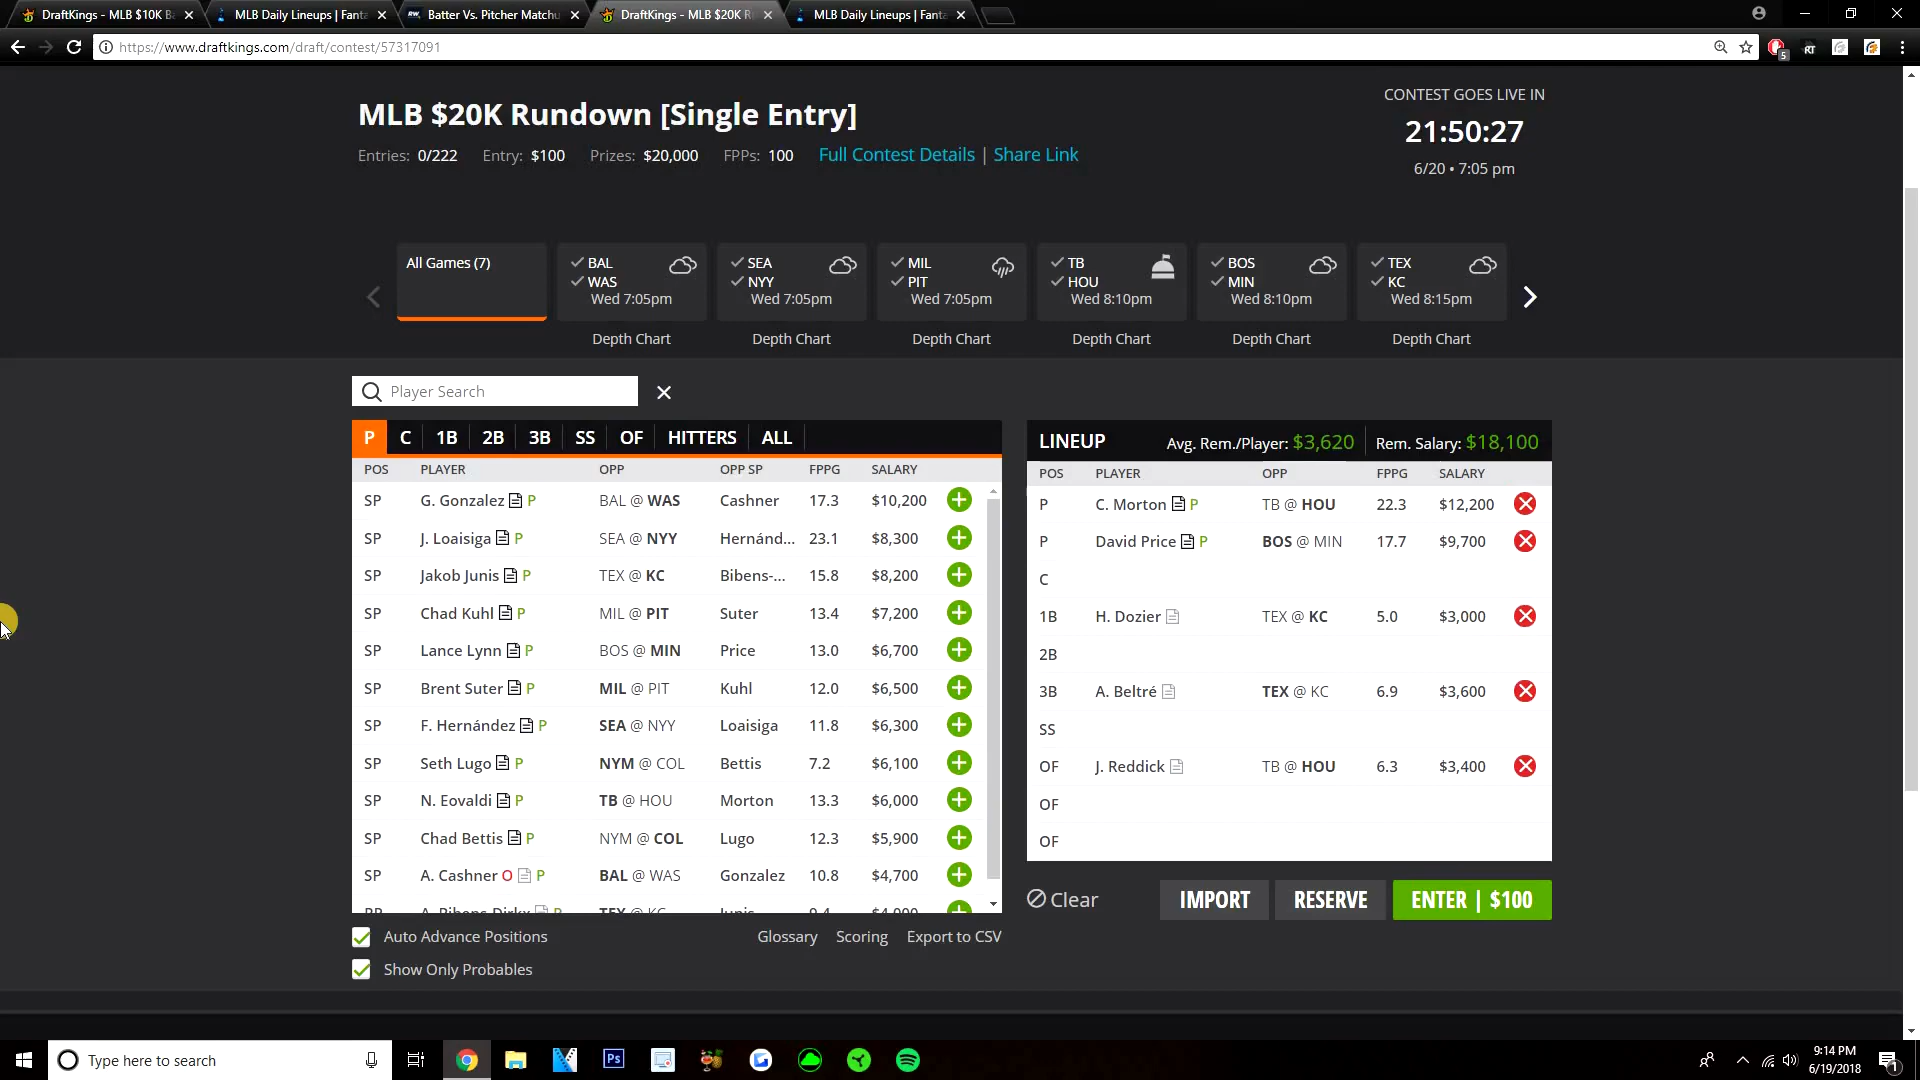 DraftKings - MLB $10K Ba
MLB Daily Lineups | Fanta
Batter Vs. Pitcher Matchu
DraftKings - MLB $20K R
MLB Daily Lineups | Fanta
https://www.draftkings.com/draft/contest/57317091
5
RT
MLB $20K Rundown [Single Entry]
CONTEST GOES LIVE IN
21:50:27
6/20 • 7:05 pm
Entries: 0/222 Entry: $100 Prizes: $20,000 FPPs: 100 Full Contest Details | Share Link
All Games (7)
BAL
WAS
Wed 7:05pm
Depth Chart
SEA
NYY
Wed 7:05pm
Depth Chart
MIL
PIT
Wed 7:05pm
Depth Chart
TB
HOU
Wed 8:10pm
Depth Chart
BOS
MIN
Wed 8:10pm
Depth Chart
TEX
KC
Wed 8:15pm
Depth Chart
Player Search
P C 1B 2B 3B SS OF HITTERS ALL
POS PLAYER OPP OPP SP FPPG SALARY
SP G. Gonzalez P BAL @ WAS Cashner 17.3 $10,200
SP J. Loaisiga P SEA @ NYY Hernánd... 23.1 $8,300
SP Jakob Junis P TEX @ KC Bibens-... 15.8 $8,200
SP Chad Kuhl P MIL @ PIT Suter 13.4 $7,200
SP Lance Lynn P BOS @ MIN Price 13.0 $6,700
SP Brent Suter P MIL @ PIT Kuhl 12.0 $6,500
SP F. Hernández P SEA @ NYY Loaisiga 11.8 $6,300
SP Seth Lugo P NYM @ COL Bettis 7.2 $6,100
SP N. Eovaldi P TB @ HOU Morton 13.3 $6,000
SP Chad Bettis P NYM @ COL Lugo 12.3 $5,900
SP A. Cashner O P BAL @ WAS Gonzalez 10.8 $4,700
RP A. Bibens-Dirkx P TEX @ KC Junis 9.4 $4,000
Auto Advance Positions
Show Only Probables
Glossary Scoring Export to CSV
LINEUP Avg. Rem./Player: $3,620 Rem. Salary: $18,100
POS PLAYER OPP FPPG SALARY
P C. Morton P TB @ HOU 22.3 $12,200
P David Price P BOS @ MIN 17.7 $9,700
C
1B H. Dozier TEX @ KC 5.0 $3,000
2B
3B A. Beltré TEX @ KC 6.9 $3,600
SS
OF J. Reddick TB @ HOU 6.3 $3,400
OF
OF
Clear IMPORT RESERVE ENTER | $100
Type here to search
Ps
9:14 PM
6/19/2018
1